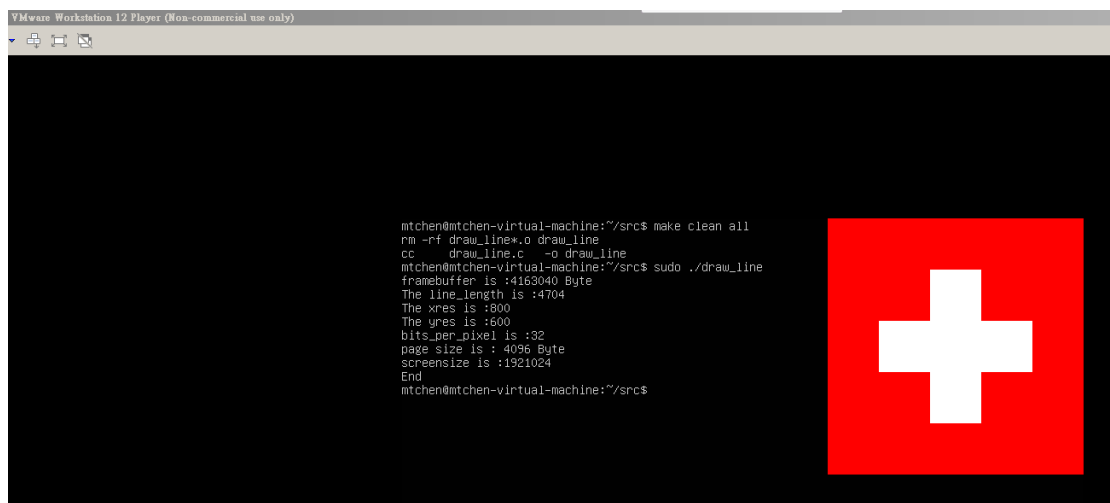 VMware Workstation 12 Player (Non-commercial use only)
mtchen@mtchen-virtual-machine:~/src$ make clean all
rm -rf draw_line*.o draw_line
cc     draw_line.c   -o draw_line
mtchen@mtchen-virtual-machine:~/src$ sudo ./draw_line
framebuffer is :4163040 Byte
The line_length is :4704
The xres is :800
The yres is :600
bits_per_pixel is :32
page size is : 4096 Byte
screensize is :1921024
End
mtchen@mtchen-virtual-machine:~/src$